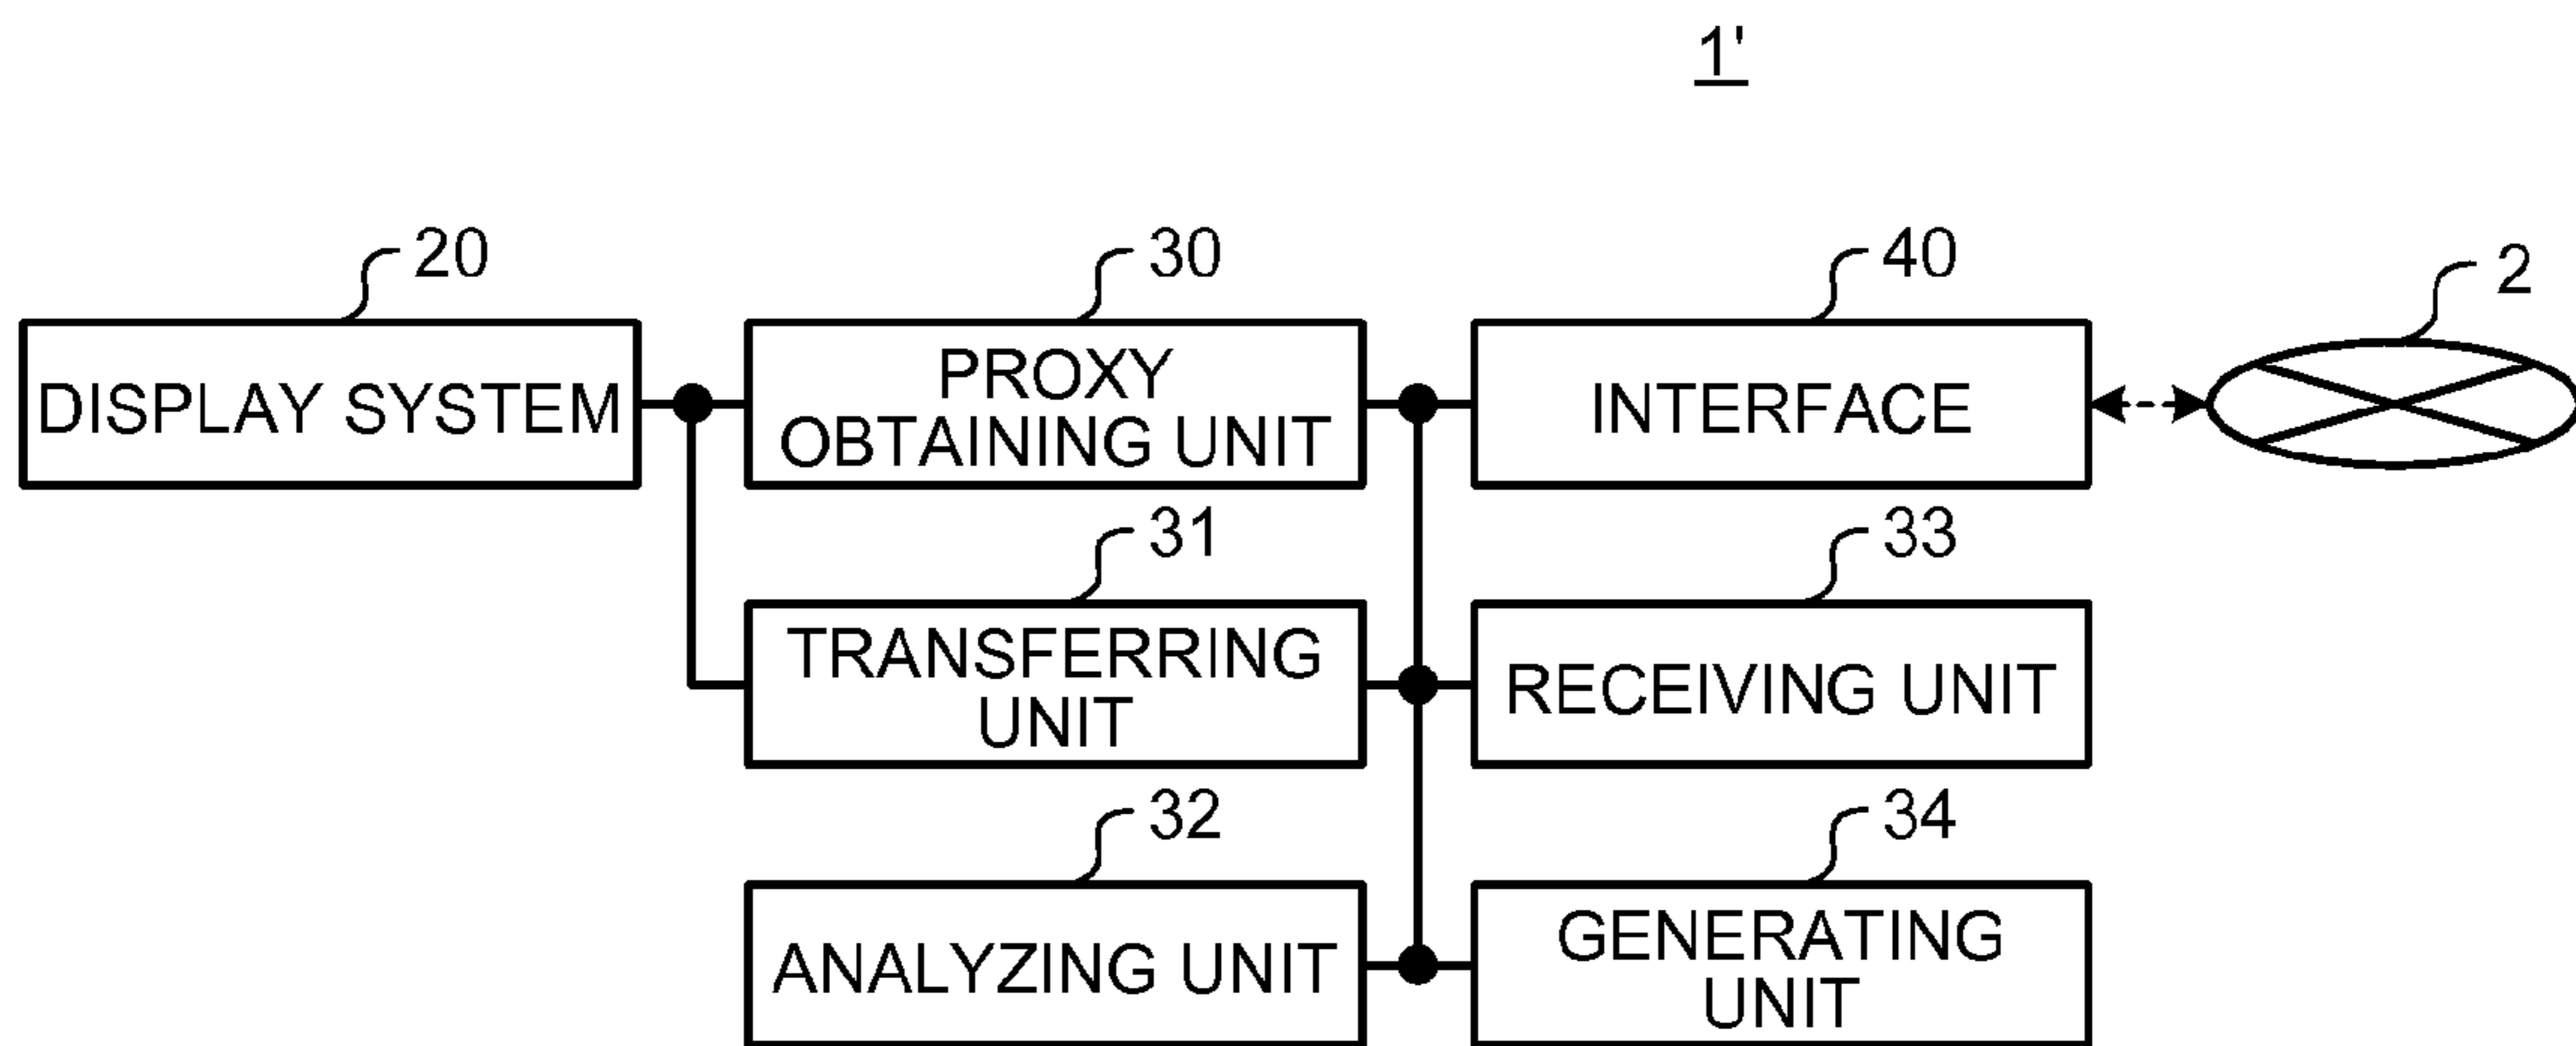 1'
20
30
40
2
DISPLAY SYSTEM
PROXY
OBTAINING UNIT
INTERFACE
31
33
TRANSFERRING
UNIT
RECEIVING UNIT
32
34
ANALYZING UNIT
GENERATING
UNIT